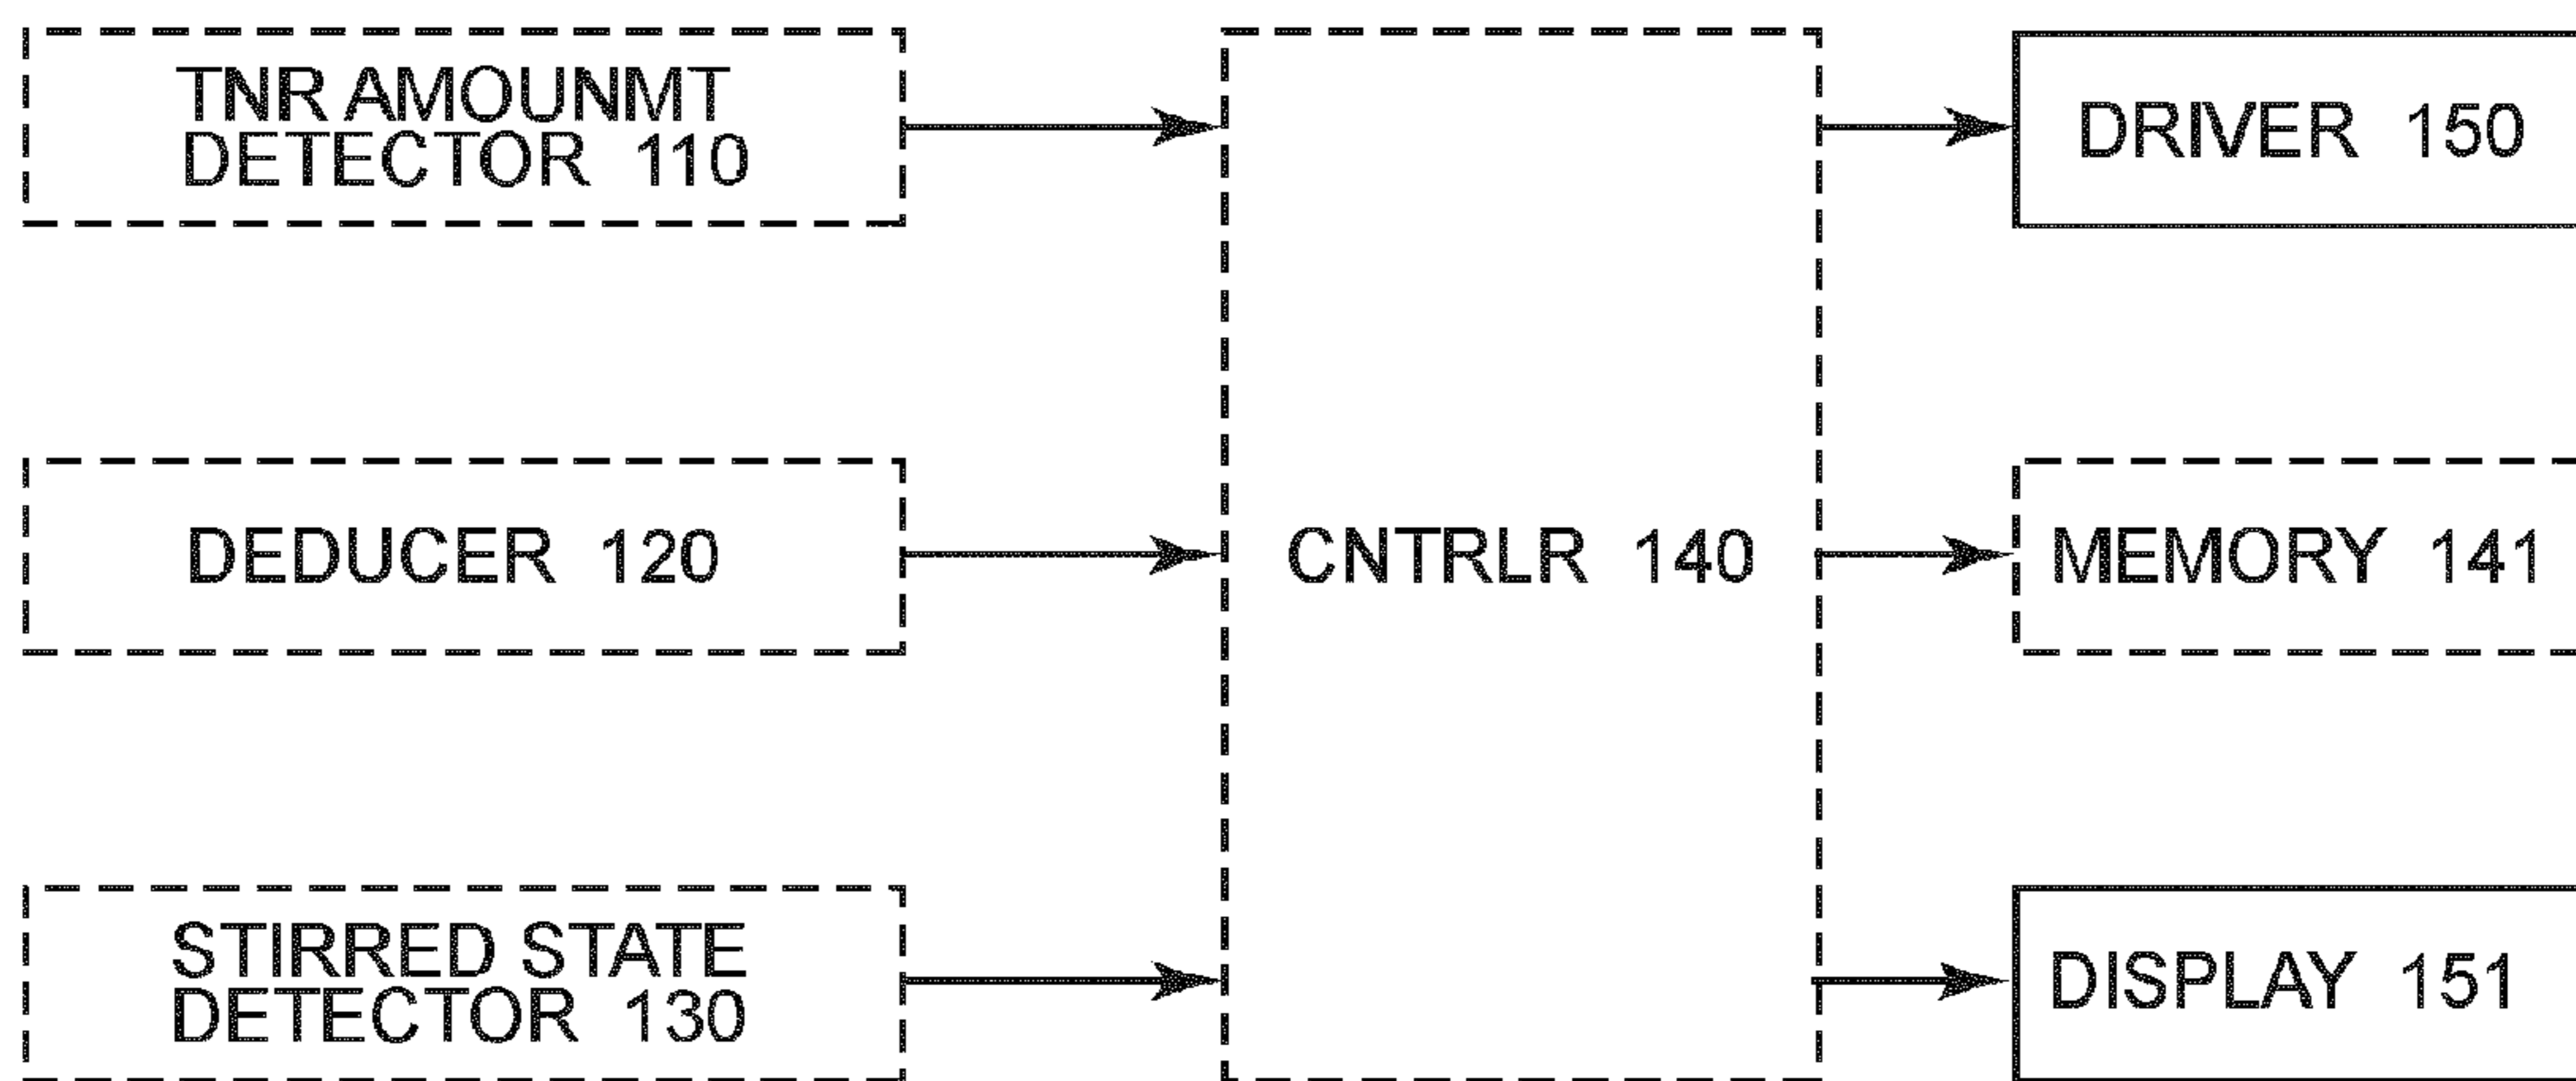 TNR AMOUNMT
DETECTOR 110
DEDUCER 120
STIRRED STATE
DETECTOR 130
CNTRLR 140
DRIVER 150
MEMORY 141
DISPLAY 151